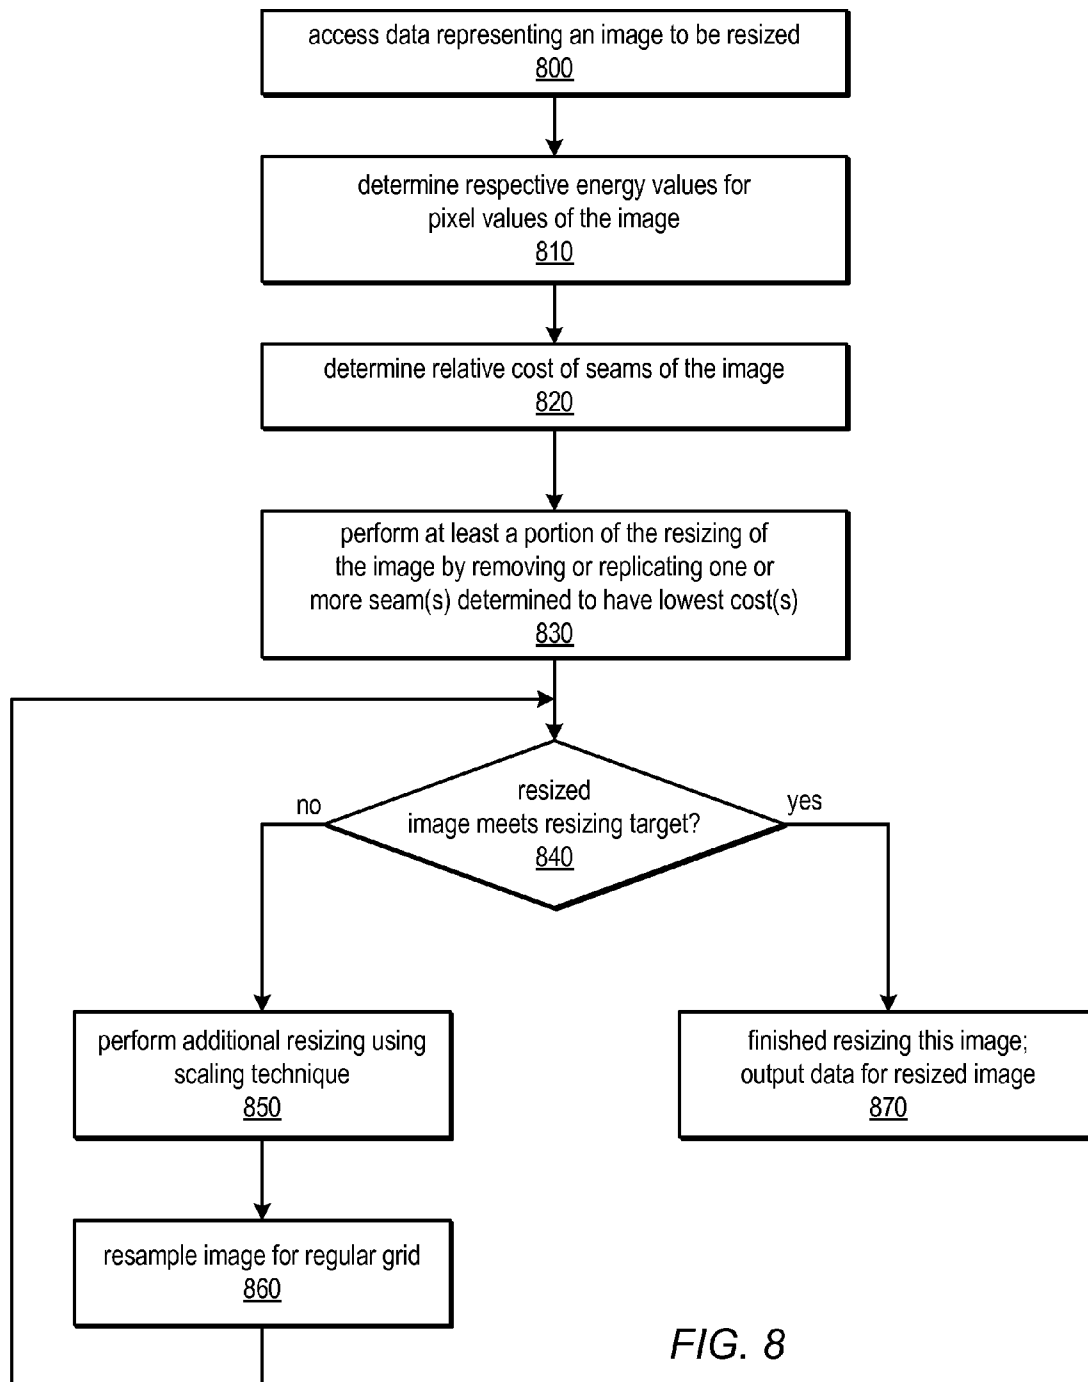 access data representing an image to be resized
800
determine respective energy values for
pixel values of the image
810
determine relative cost of seams of the image
820
perform at least a portion of the resizing of
the image by removing or replicating one or
more seam(s) determined to have lowest cost(s)
830
no
resized
image meets resizing target?
840
yes
perform additional resizing using
scaling technique
850
finished resizing this image;
output data for resized image
870
resample image for regular grid
860
FIG. 8